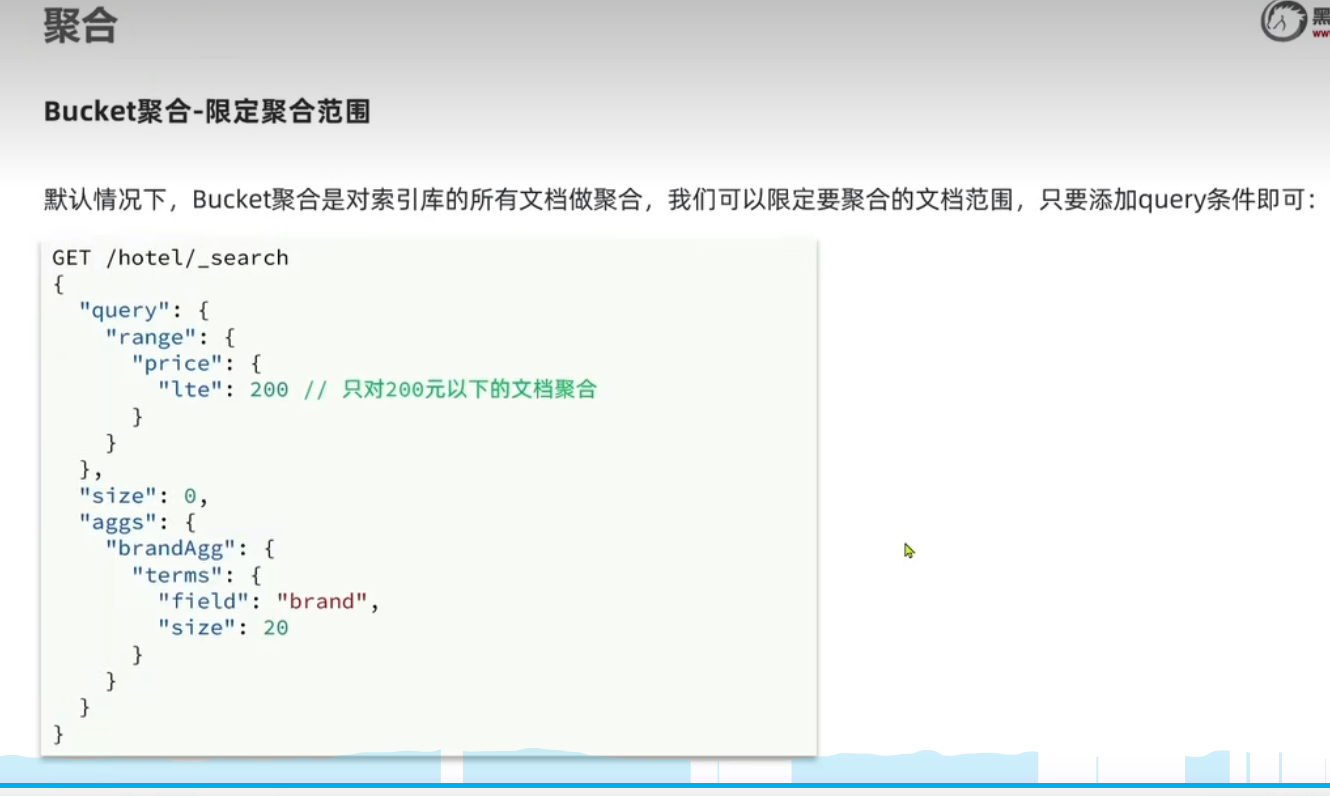 聚合
黑
www
Bucket聚合-限定聚合范围
默认情况下，Bucket聚合是对索引库的所有文档做聚合，我们可以限定要聚合的文档范围，只要添加query条件即可：
GET /hotel/_search
{
  "query": {
    "range": {
      "price": {
        "lte": 200 // 只对200元以下的文档聚合
      }
    }
  },
  "size": 0,
  "aggs": {
    "brandAgg": {
      "terms": {
        "field": "brand",
        "size": 20
      }
    }
  }
}